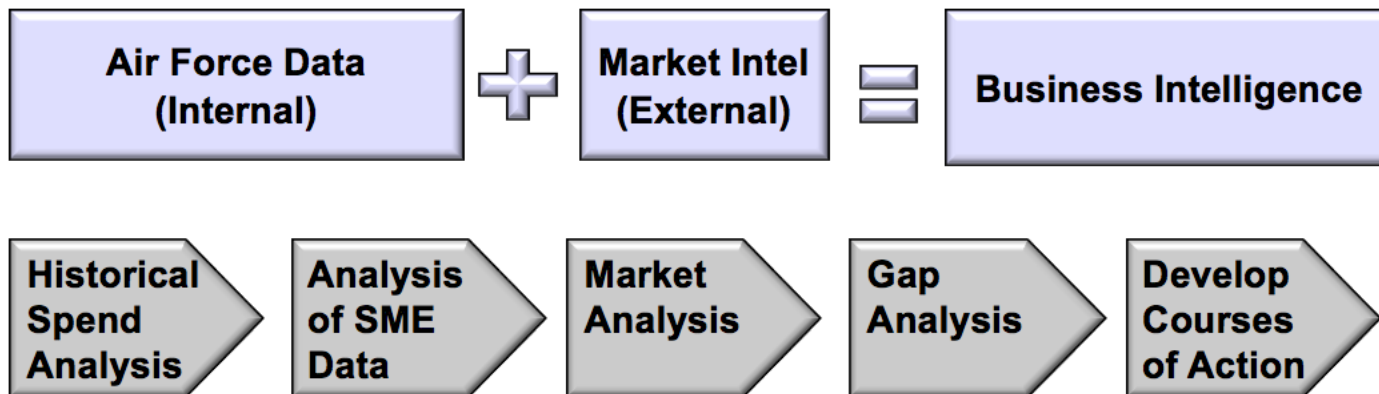 Air Force Data
(Internal)
Market Intel
(External)
Business Intelligence
Historical
Spend
Analysis
Analysis
of SME
Data
Market
Analysis
Gap
Analysis
Develop
Courses
of Action